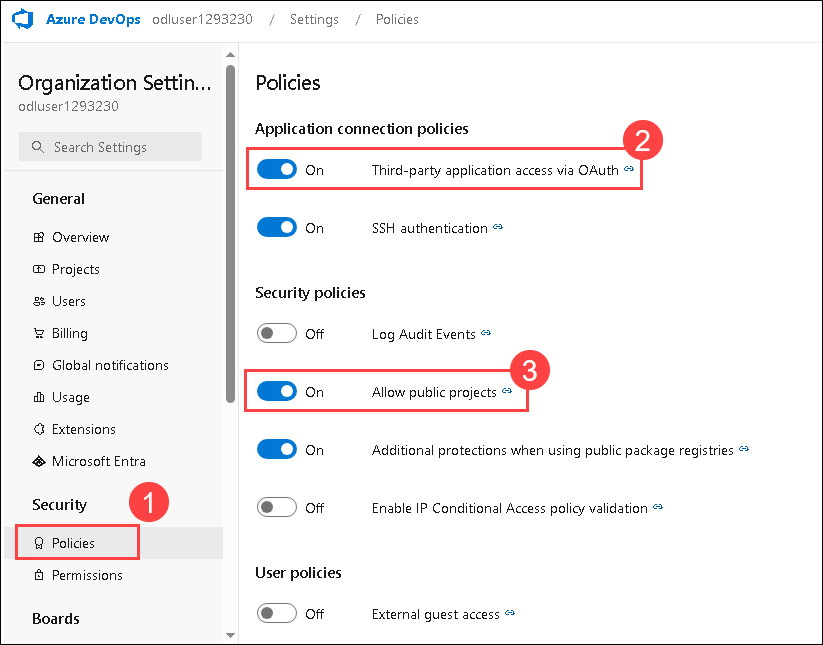 Azure DevOps odluser1293230 / Settings / Policies
Organization Settin...
odluser1293230
Search Settings
General
Overview
Projects
Users
Billing
Global notifications
Usage
Extensions
Microsoft Entra
Security
1
Policies
Permissions
Boards
Policies
Application connection policies
2
On Third-party application access via OAuth
On SSH authentication
Security policies
Off Log Audit Events
3
On Allow public projects
On Additional protections when using public package registries
Off Enable IP Conditional Access policy validation
User policies
Off External guest access